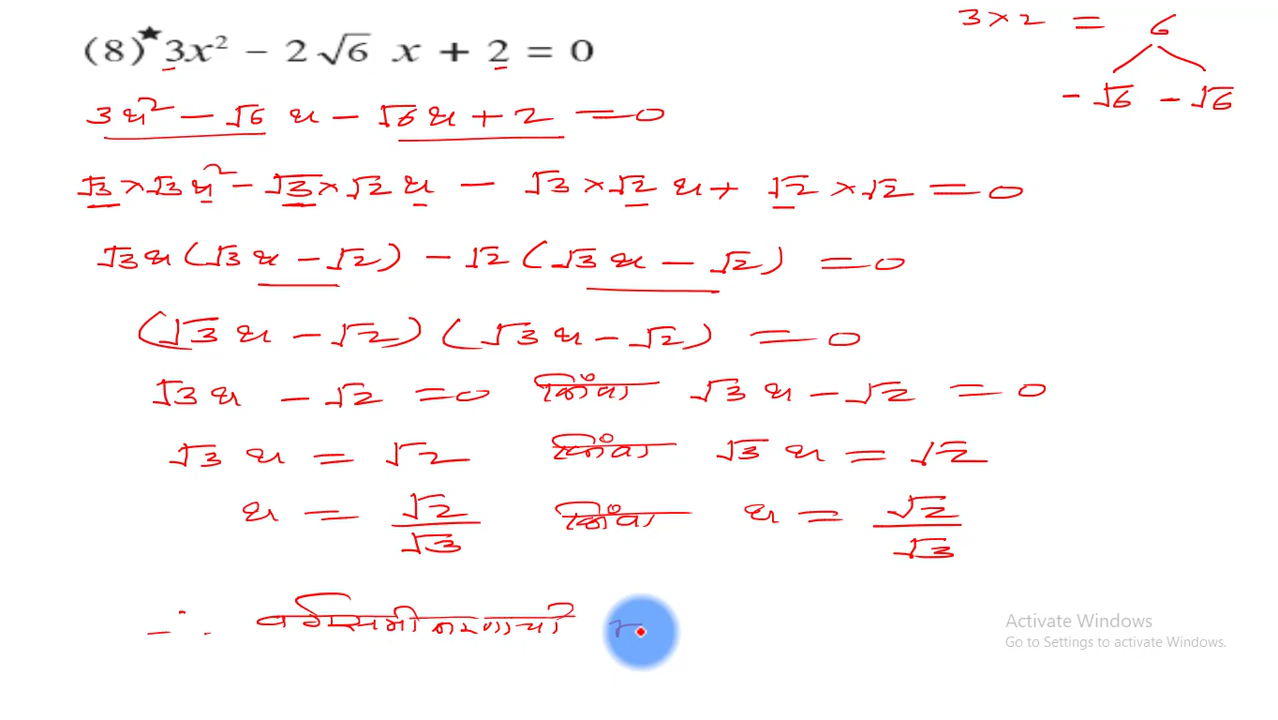 (8)★3x² − 2√6 x + 2 = 0
3 × 2 = 6
−√6 −√6
3x² − √6 x − √6 x + 2 = 0
√3 × √3 x² − √3 × √2 x − √3 × √2 x + √2 × √2 = 0
√3 x (√3 x − √2) − √2 (√3 x − √2) = 0
(√3 x − √2) (√3 x − √2) = 0
√3 x − √2 = 0 किंवा √3 x − √2 = 0
√3 x = √2 किंवा √3 x = √2
x = √2/√3 किंवा x = √2/√3
∴ वर्गसमीकरणाची
Activate Windows
Go to Settings to activate Windows.